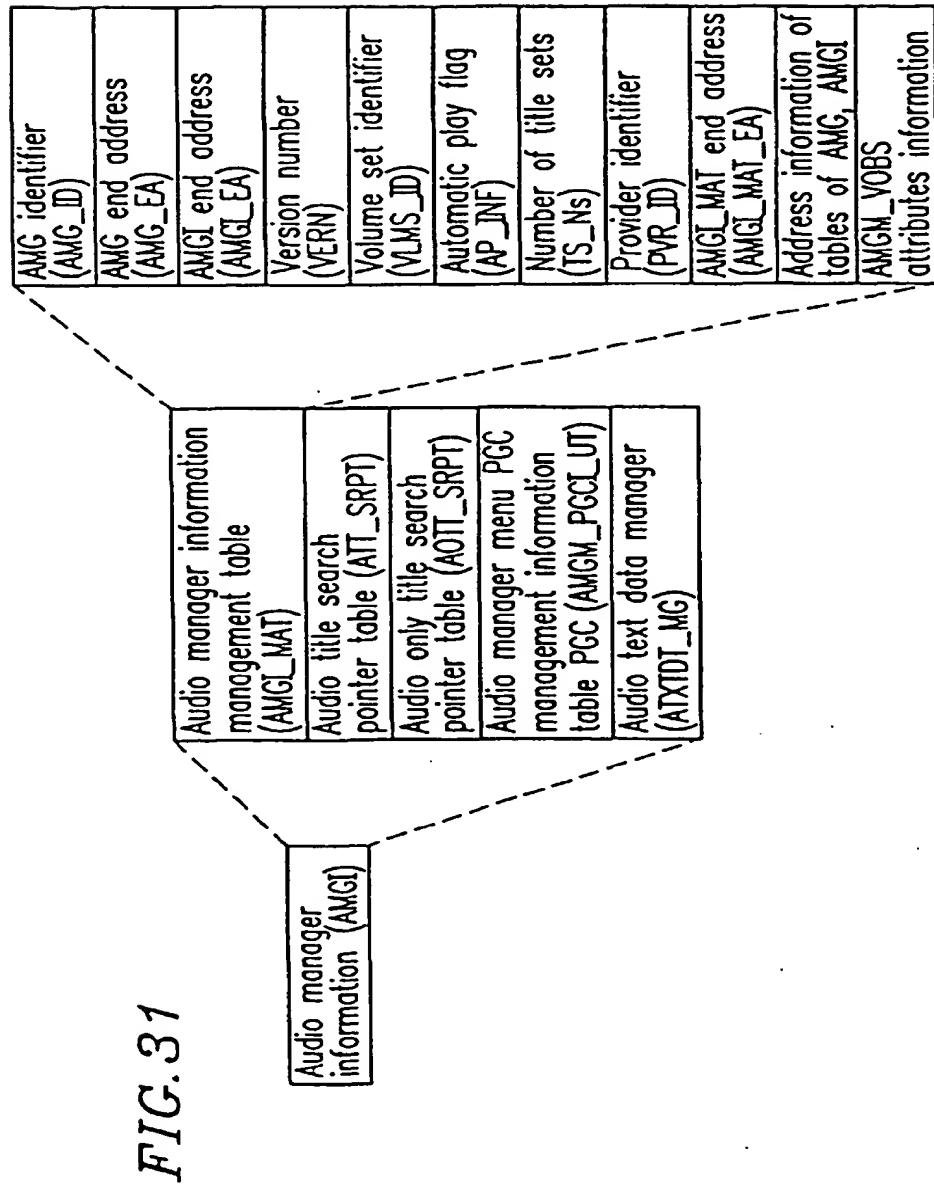 FIG. 31
Audio manager
information (AMGI)
Audio manager information
management table
(AMGI_MAT)
Audio title search
pointer table (ATT_SRPT)
Audio only title search
pointer table (AOTT_SRPT)
Audio manager menu PGC
management information
table PGC (AMGM_PGCI_UT)
Audio text data manager
(ATXTDT_MG)
AMG identifier
(AMG_ID)
AMG end address
(AMG_EA)
AMGI end address
(AMGI_EA)
Version number
(VERN)
Volume set identifier
(VLMS_ID)
Automatic play flag
(AP_INF)
Number of title sets
(TS_Ns)
Provider identifier
(PVR_ID)
AMGI_MAT end address
(AMGI_MAT_EA)
Address information of
tables of AMG, AMGI
AMGM_VOBS
attributes information